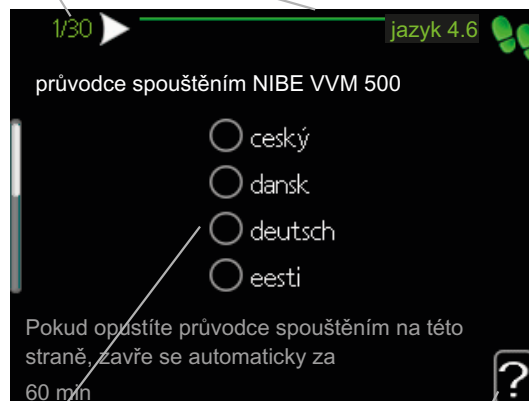 1/30
jazyk 4.6
průvodce spouštěním NIBE VVM 500
ceský
dansk
deutsch
eesti
Pokud opustíte průvodce spouštěním na této
straně, zavře se automaticky za
60 min
?